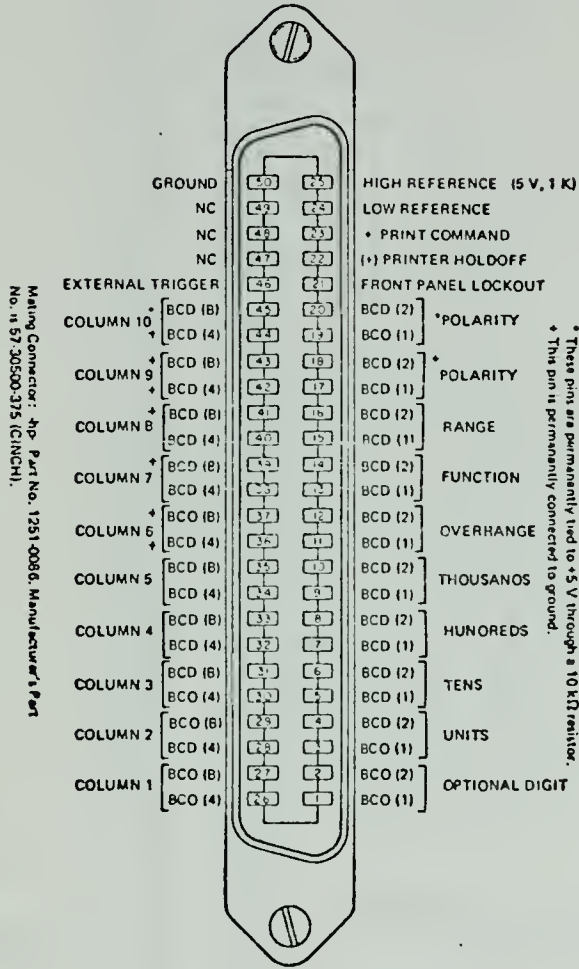 GROUND 50 25 HIGH REFERENCE (5 V, 1 K)
NC 49 24 LOW REFERENCE
NC 48 23 + PRINT COMMAND
NC 47 22 (+) PRINTER HOLDOFF
EXTERNAL TRIGGER 46 21 FRONT PANEL LOCKOUT
COLUMN 10 * BCD (8) 45 20 BCD (2) *POLARITY
+ BCD (4) 44 19 BCO (1)
COLUMN 9 + BCD (8) 43 18 BCD (2) * POLARITY
+ BCD (4) 42 17 BCD (1)
COLUMN 8 + BCD (8) 41 16 BCD (2) RANGE
BCD (4) 40 15 BCD (1)
COLUMN 7 + BCD (8) 39 14 BCD (2) FUNCTION
BCD (4) 38 13 BCD (1)
COLUMN 6 + BCO (8) 37 12 BCD (2) OVERHANGE
+ BCD (4) 36 11 BCD (1)
COLUMN 5 BCD (8) 35 10 BCD (2) THOUSANOS
BCD (4) 34 9 BCD (1)
COLUMN 4 BCD (8) 33 8 BCD (2) HUNOREDS
BCD (4) 32 7 BCD (1)
COLUMN 3 BCD (8) 31 6 BCD (2) TENS
BCO (4) 30 5 BCD (1)
COLUMN 2 BCO (8) 29 4 BCD (2) UNITS
BCD (4) 28 3 BCO (1)
COLUMN 1 BCO (8) 27 2 BCO (2) OPTIONAL DIGIT
BCO (4) 26 1 BCO (1)
* These pins are permanently tied to +5 V through a 10 kΩ resistor.
+ This pin is permanently connected to ground.
Mating Connector: -hp- Part No. 1251-0086. Manufacturer's Part
No. is 57-30500-375 (CINCH).